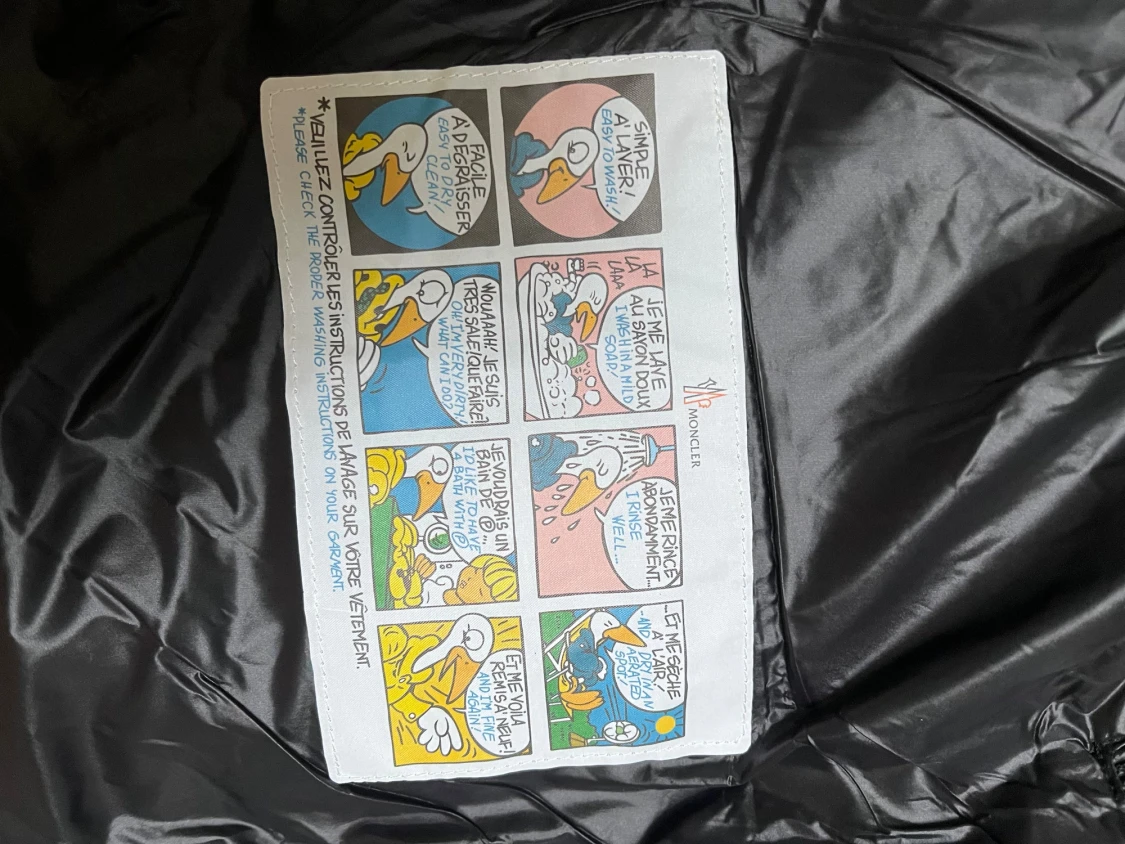 MONCLER
SIMPLE
A' LAVER!
EASY TO WASH!
LA
LÀ
LAAA
JE ME LAVE
AU SAVON DOUX
I WASH IN A MILD
SOAP!
JE ME RINCE
ABONDAMMENT...
I RINSE
WELL...
...ET ME SÈCHE
A' L'AIR
-AND DRY IN AN
AERATED
SPOT!
FACILE
A DÉGRAISSER
EASY TO DRY
CLEAN!
WOUAAAH! JE SUIS
TRES SALE! QUE FAIRE?
OH! I'M VERY DIRTY!
WHAT CAN I DO?
JE VOUDRAIS UN
BAIN DE Ⓟ...
I'D LIKE TO HAVE
A BATH WITH Ⓟ
ET ME VOILA
REMIS A' NEUF!
AND I'M FINE
AGAIN!
*VEUILLEZ CONTRÔLER LES INSTRUCTIONS DE LAVAGE SUR VÔTRE VÊTEMENT.
*PLEASE CHECK THE PROPER WASHING INSTRUCTIONS ON YOUR GARMENT.